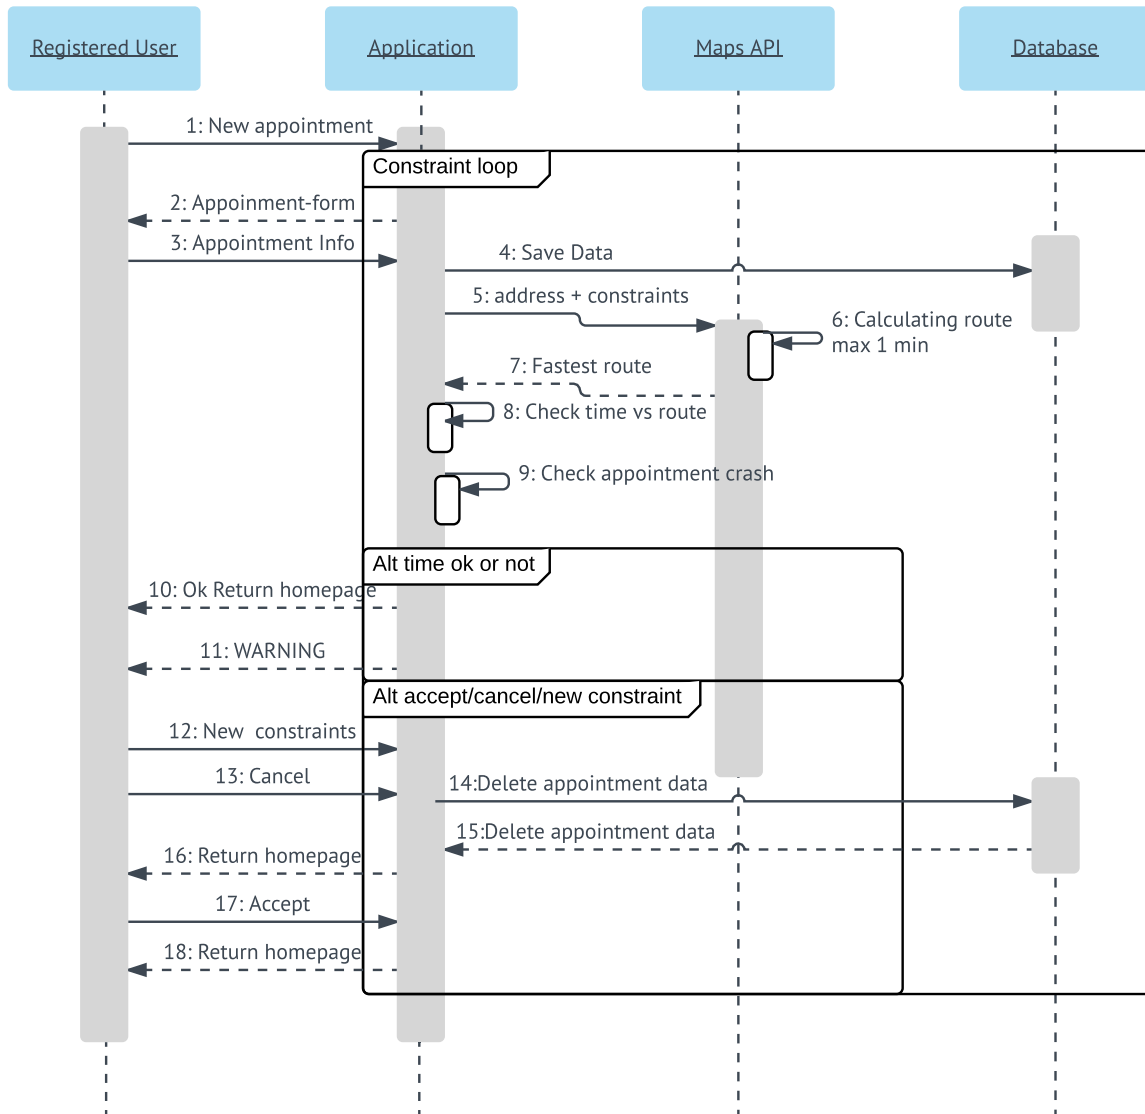 Registered User
Application
Maps API
Database
1: New appointment
Constraint loop
2: Appoinment-form
3: Appointment Info
4: Save Data
5: address + constraints
6: Calculating route
max 1 min
7: Fastest route
8: Check time vs route
9: Check appointment crash
Alt time ok or not
10: Ok Return homepage
11: WARNING
Alt accept/cancel/new constraint
12: New  constraints
13: Cancel
14:Delete appointment data
15:Delete appointment data
16: Return homepage
17: Accept
18: Return homepage